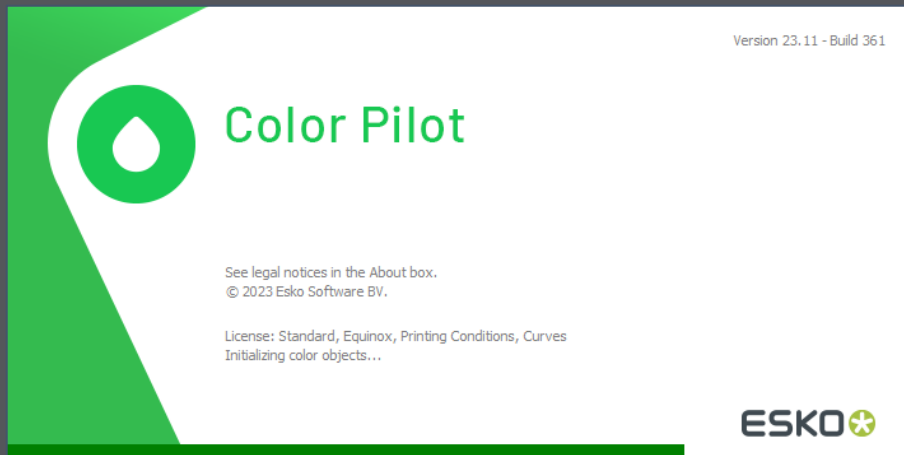 Version 23.11 - Build 361
Color Pilot
See legal notices in the About box.
© 2023 Esko Software BV.
License: Standard, Equinox, Printing Conditions, Curves
Initializing color objects...
ESKO